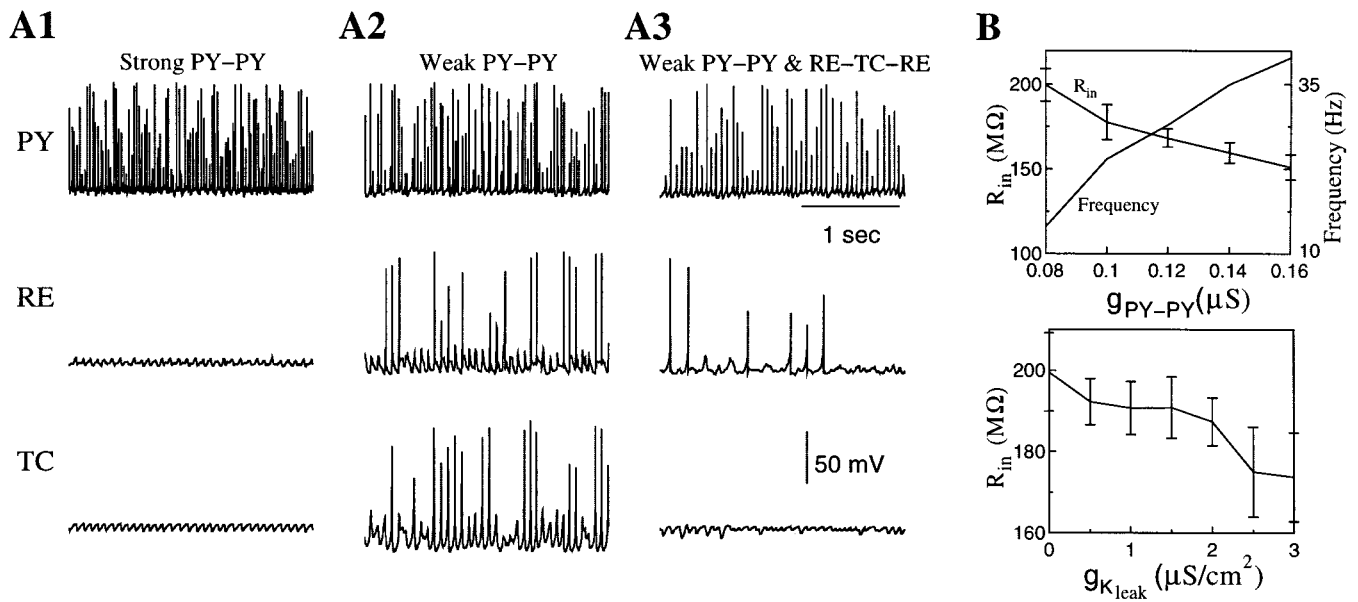 A1 A2 A3 B
Strong PY–PY
Weak PY–PY
Weak PY–PY & RE–TC–RE
PY
RE
TC
1 sec
50 mV
200
150
100
R_in (MΩ)
R_in
Frequency
35
10
Frequency (Hz)
0.08 0.1 0.12 0.14 0.16
g_PY–PY(μS)
200
180
160
R_in (MΩ)
0 1 2 3
g_K_leak (μS/cm²)